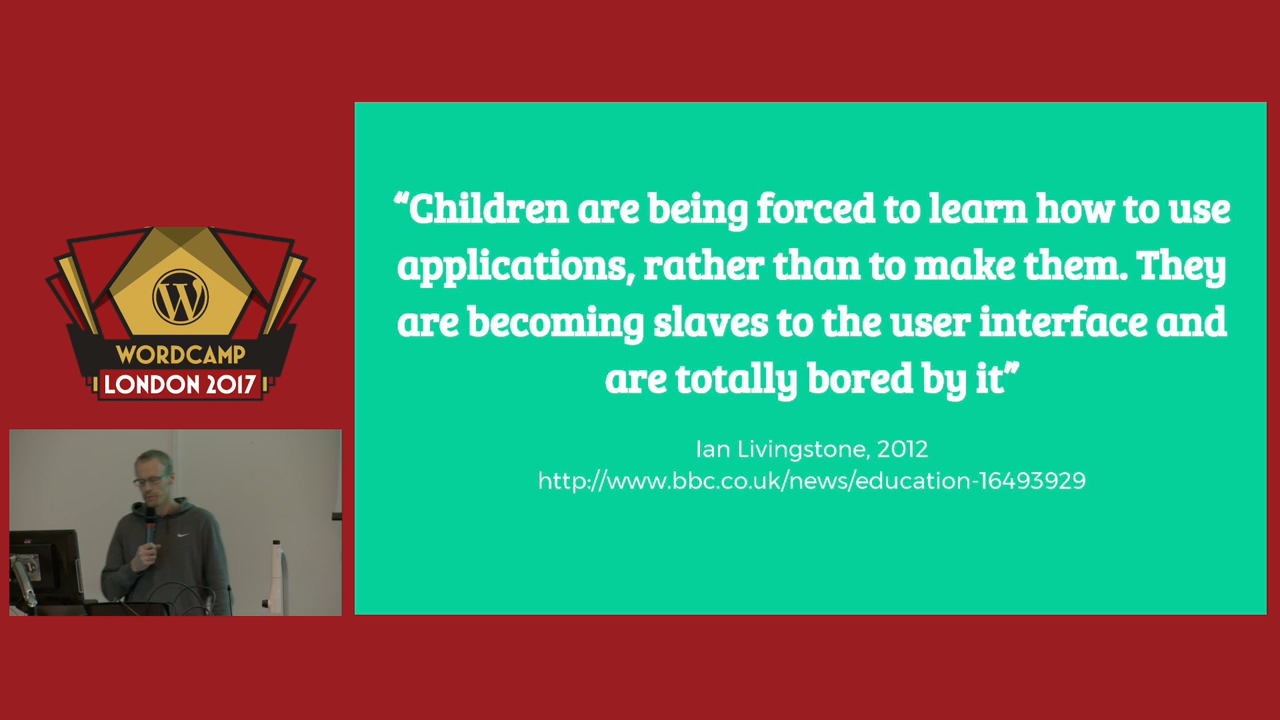 WORDCAMP
LONDON 2017
“Children are being forced to learn how to use
applications, rather than to make them. They
are becoming slaves to the user interface and
are totally bored by it”
Ian Livingstone, 2012
http://www.bbc.co.uk/news/education-16493929